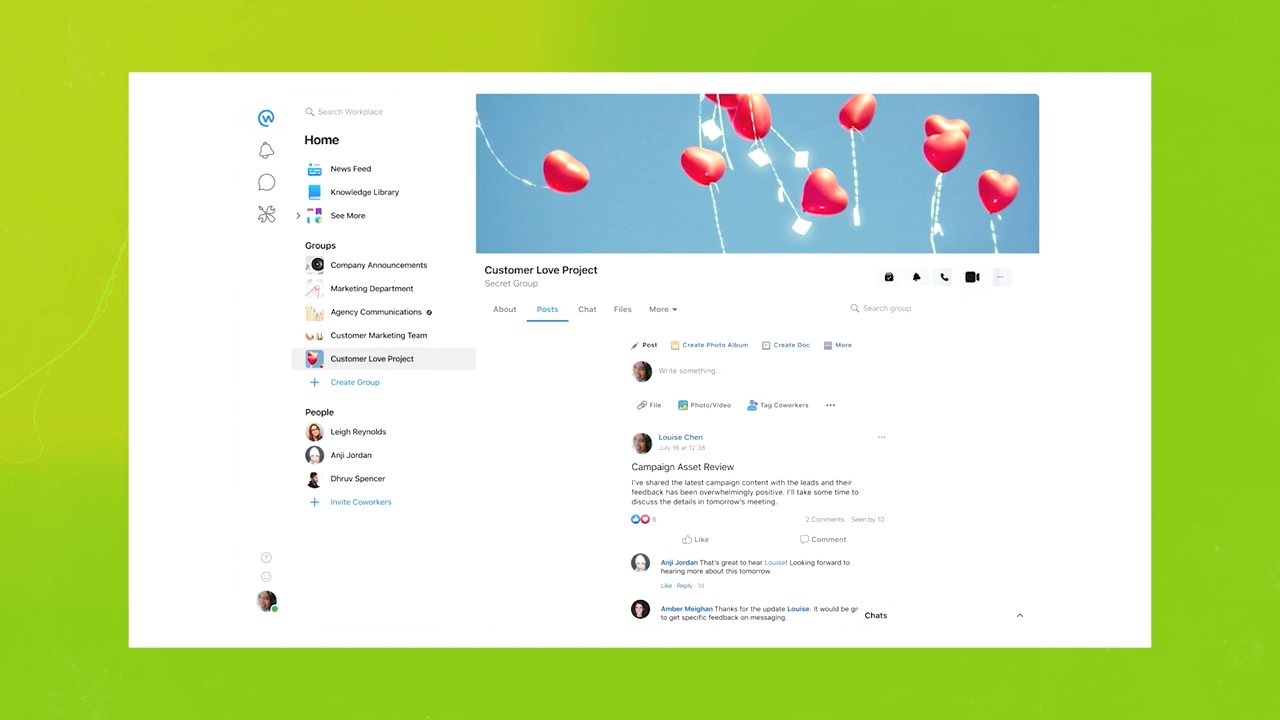 Search Workplace
Home
News Feed
Knowledge Library
See More
Groups
Company Announcements
Marketing Department
Agency Communications
Customer Marketing Team
Customer Love Project
Create Group
People
Leigh Reynolds
Anji Jordan
Dhruv Spencer
Invite Coworkers
Customer Love Project
Secret Group
About Posts Chat Files More
Search group
Post Create Photo Album Create Doc More
Write something...
File Photo/Video Tag Coworkers
Louise Chen
July 16 at 12:38
Campaign Asset Review
I've shared the latest campaign content with the leads and their
feedback has been overwhelmingly positive. I'll take some time to
discuss the details in tomorrow's meeting.
6 2 Comments Seen by 10
Like Comment
Anji Jordan That's great to hear Louise! Looking forward to
hearing more about this tomorrow.
Like · Reply · 1d
Amber Meighan Thanks for the update Louise. It would be
to get specific feedback on messaging.
Chats